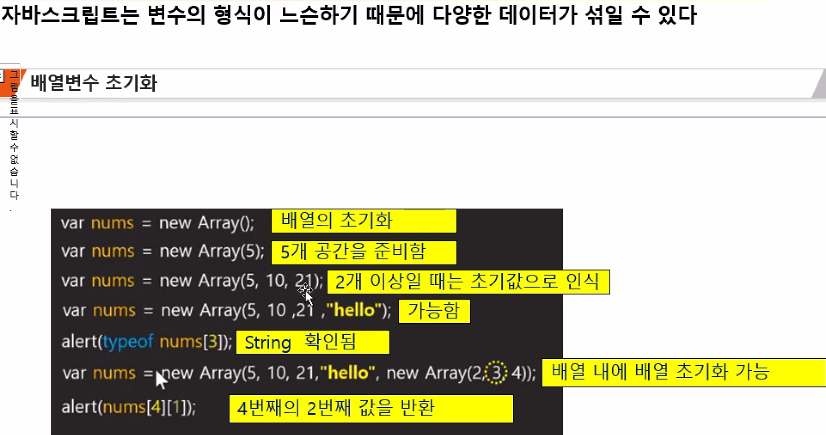 자바스크립트는 변수의 형식이 느슨하기 때문에 다양한 데이터가 섞일 수 있다
배열변수 초기화
그림을표시할수없습니다.
var nums = new Array(); 배열의 초기화
var nums = new Array(5); 5개 공간을 준비함
var nums = new Array(5, 10, 21); 2개 이상일 때는 초기값으로 인식
var nums = new Array(5, 10 ,21 ,"hello"); 가능함
alert(typeof nums[3]); String 확인됨
var nums = new Array(5, 10, 21,"hello", new Array(2, 3, 4)); 배열 내에 배열 초기화 가능
alert(nums[4][1]); 4번째의 2번째 값을 반환